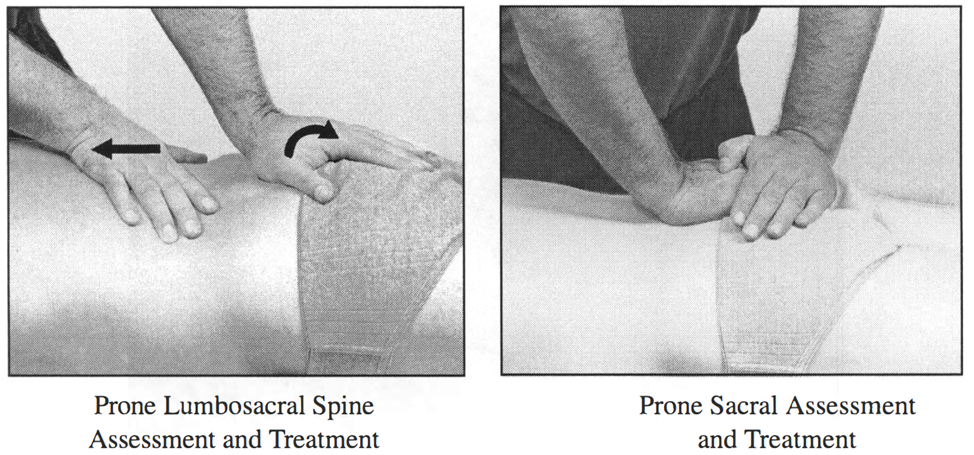 Prone Lumbosacral Spine
Assessment and Treatment
Prone Sacral Assessment
and Treatment